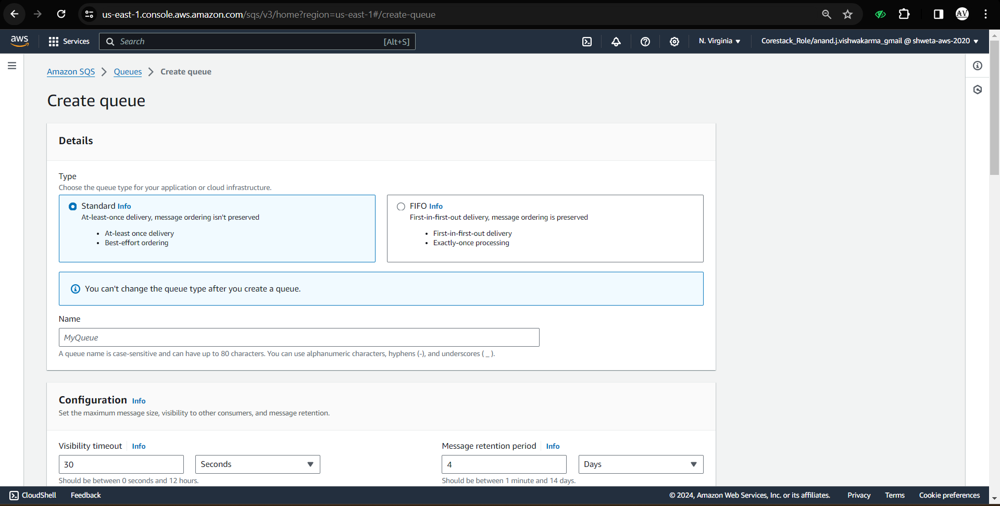 us-east-1.console.aws.amazon.com/sqs/v3/home?region=us-east-1#/create-queue
AV
aws
Services
Search
[Alt+S]
N. Virginia
Corestack_Role/anand.j.vishwakarma_gmail @ shweta-aws-2020
Amazon SQS
Queues
Create queue
Create queue
Details
Type
Choose the queue type for your application or cloud infrastructure.
Standard Info
At-least-once delivery, message ordering isn't preserved
• At-least once delivery
• Best-effort ordering
FIFO Info
First-in-first-out delivery, message ordering is preserved
• First-in-first-out delivery
• Exactly-once processing
You can't change the queue type after you create a queue.
Name
MyQueue
A queue name is case-sensitive and can have up to 80 characters. You can use alphanumeric characters, hyphens (-), and underscores ( _ ).
Configuration Info
Set the maximum message size, visibility to other consumers, and message retention.
Visibility timeout Info
30
Seconds
Should be between 0 seconds and 12 hours.
Message retention period Info
4
Days
Should be between 1 minute and 14 days.
CloudShell
Feedback
© 2024, Amazon Web Services, Inc. or its affiliates.
Privacy
Terms
Cookie preferences